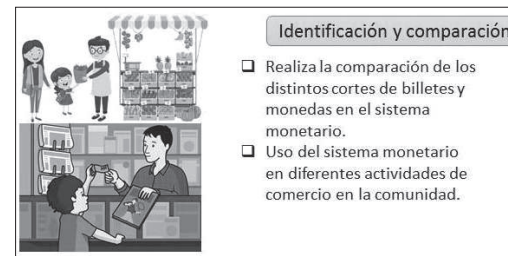 Identificación y comparación
❑ Realiza la comparación de los
distintos cortes de billetes y
monedas en el sistema
monetario.
❑ Uso del sistema monetario
en diferentes actividades de
comercio en la comunidad.